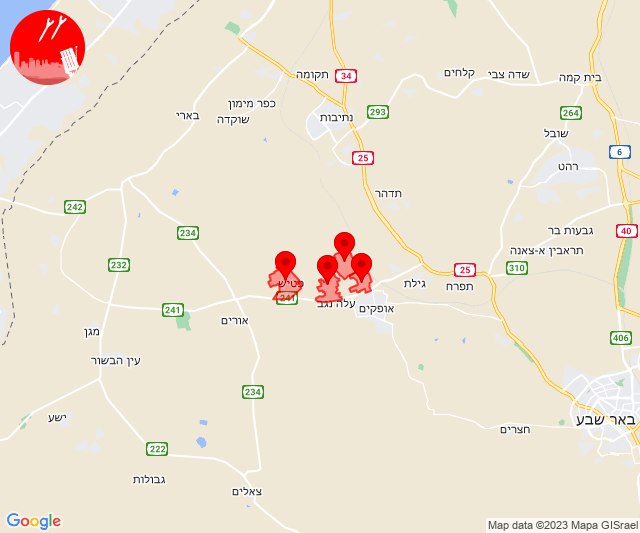 שדה צבי
קלחים
תקומה
34
בית קמה
כפר מימון
293
264
בארי
שוקדה
נתיבות
שובל
25
6
רהט
תדהר
242
234
גבעות בר
40
תראבין א-צאנה
232
25
310
פטיש
גילת
תפרח
241
241
עלה נגב
אופקים
מגן
אורים
406
עין הבשור
234
ישע
באר שבע
חצרים
222
גבולות
צאלים
Google
Map data ©2023 Mapa GISrael